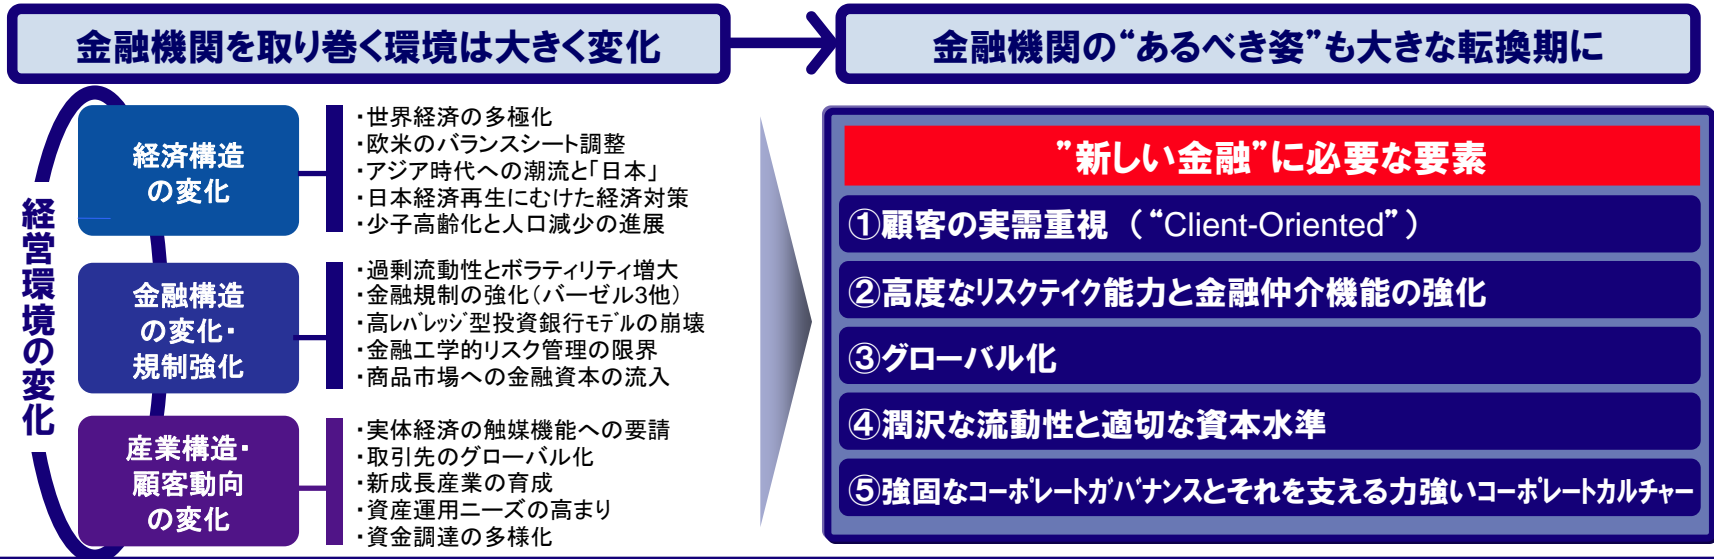 金融機関を取り巻く環境は大きく変化
金融機関の“あるべき姿”も大きな転換期に
経営環境の変化
経済構造
の変化
・世界経済の多極化
・欧米のバランスシート調整
・アジア時代への潮流と「日本」
・日本経済再生にむけた経済対策
・少子高齢化と人口減少の進展
金融構造
の変化・
規制強化
・過剰流動性とボラティリティ増大
・金融規制の強化（バーゼル3他）
・高ﾚﾊﾞﾚｯｼﾞ型投資銀行ﾓﾃﾞﾙの崩壊
・金融工学的リスク管理の限界
・商品市場への金融資本の流入
産業構造・
顧客動向
の変化
・実体経済の触媒機能への要請
・取引先のグローバル化
・新成長産業の育成
・資産運用ニーズの高まり
・資金調達の多様化
”新しい金融”に必要な要素
①顧客の実需重視（“Client-Oriented”）
②高度なリスクテイク能力と金融仲介機能の強化
③グローバル化
④潤沢な流動性と適切な資本水準
⑤強固なｺｰﾎﾟﾚｰﾄｶﾞﾊﾞﾅﾝｽとそれを支える力強いｺｰﾎﾟﾚｰﾄｶﾙﾁｬｰ